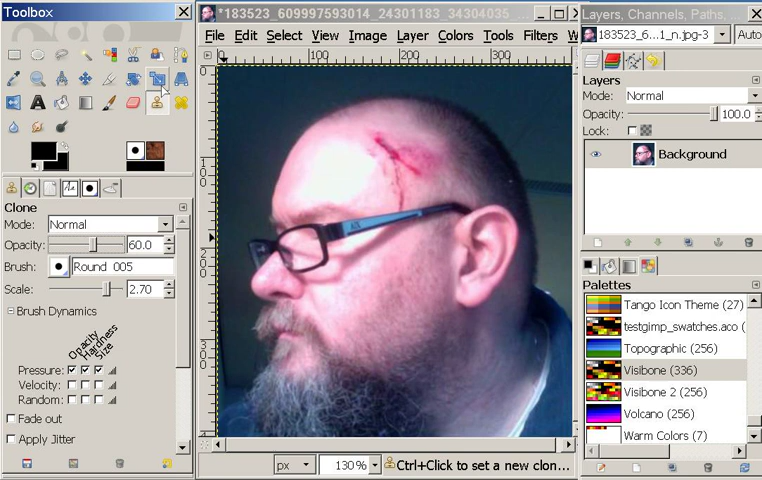 Toolbox
*183523_609997593014_24301183_34304035
File Edit Select View Image Layer Colors Tools Filters W
0 100 200 300
Clone
Mode: Normal
Opacity: 60.0
Brush: Round 005
Scale: 2.70
Brush Dynamics
Opacity
Hardness
Size
Pressure:
Velocity:
Random:
Fade out
Apply Jitter
px 130% Ctrl+Click to set a new clon...
Layers, Channels, Paths, ...
183523_6...1_n.jpg-3 Auto
Layers
Mode: Normal
Opacity: 100.0
Lock:
Background
Palettes
Tango Icon Theme (27)
testgimp_swatches.aco (
Topographic (256)
Visibone (336)
Visibone 2 (256)
Volcano (256)
Warm Colors (7)